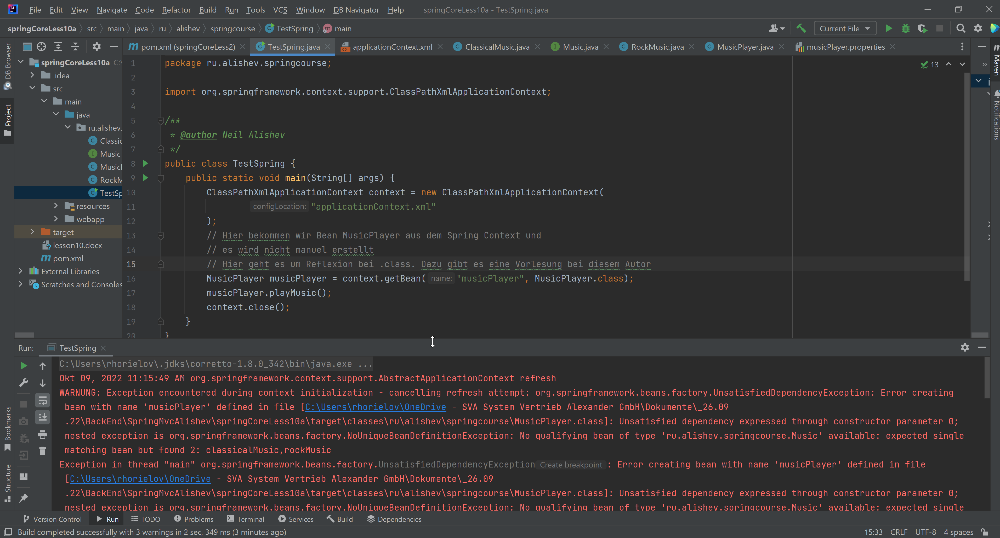 File Edit View Navigate Code Refactor Build Run Tools VCS Window DB Navigator Help springCoreLess10a - TestSpring.java
springCoreLess10a src main java ru alishev springcourse TestSpring main Current File
pom.xml (springCoreLess2) TestSpring.java applicationContext.xml ClassicalMusic.java Music.java RockMusic.java MusicPlayer.java musicPlayer.properties
DB Browser
Project
Bookmarks
Structure
springCoreLess10a C:\
.idea
src
main
java
ru.alishev.
Classic
Music
MusicP
RockM
TestSp
resources
webapp
target
lesson10.docx
pom.xml
External Libraries
Scratches and Consoles
13
1 package ru.alishev.springcourse;
2
3 import org.springframework.context.support.ClassPathXmlApplicationContext;
4
5 /**
6 * @author Neil Alishev
7 */
8 public class TestSpring {
9 public static void main(String[] args) {
10 ClassPathXmlApplicationContext context = new ClassPathXmlApplicationContext(
11 configLocation: "applicationContext.xml"
12 );
13 // Hier bekommen wir Bean MusicPlayer aus dem Spring Context und
14 // es wird nicht manuel erstellt
15 // Hier geht es um Reflexion bei .class. Dazu gibt es eine Vorlesung bei diesem Autor
16 MusicPlayer musicPlayer = context.getBean( name: "musicPlayer", MusicPlayer.class);
17 musicPlayer.playMusic();
18 context.close();
19 }
20 }
Maven
Notifications
Run: TestSpring
C:\Users\rhorielov\.jdks\corretto-1.8.0_342\bin\java.exe ...
Okt 09, 2022 11:15:49 AM org.springframework.context.support.AbstractApplicationContext refresh
WARNUNG: Exception encountered during context initialization - cancelling refresh attempt: org.springframework.beans.factory.UnsatisfiedDependencyException: Error creating
bean with name 'musicPlayer' defined in file [C:\Users\rhorielov\OneDrive - SVA System Vertrieb Alexander GmbH\Dokumente\_26.09
.22\BackEnd\SpringMvcAlishev\springCoreLess10a\target\classes\ru\alishev\springcourse\MusicPlayer.class]: Unsatisfied dependency expressed through constructor parameter 0;
nested exception is org.springframework.beans.factory.NoUniqueBeanDefinitionException: No qualifying bean of type 'ru.alishev.springcourse.Music' available: expected single
matching bean but found 2: classicalMusic,rockMusic
Exception in thread "main" org.springframework.beans.factory.UnsatisfiedDependencyException Create breakpoint : Error creating bean with name 'musicPlayer' defined in file
[C:\Users\rhorielov\OneDrive - SVA System Vertrieb Alexander GmbH\Dokumente\_26.09
.22\BackEnd\SpringMvcAlishev\springCoreLess10a\target\classes\ru\alishev\springcourse\MusicPlayer.class]: Unsatisfied dependency expressed through constructor parameter 0;
nested exception is org.springframework.beans.factory.NoUniqueBeanDefinitionException: No qualifying bean of type 'ru.alishev.springcourse.Music' available: expected single
Version Control Run TODO Problems Terminal Services Build Dependencies
Build completed successfully with 3 warnings in 2 sec, 349 ms (3 minutes ago) 15:33 CRLF UTF-8 4 spaces